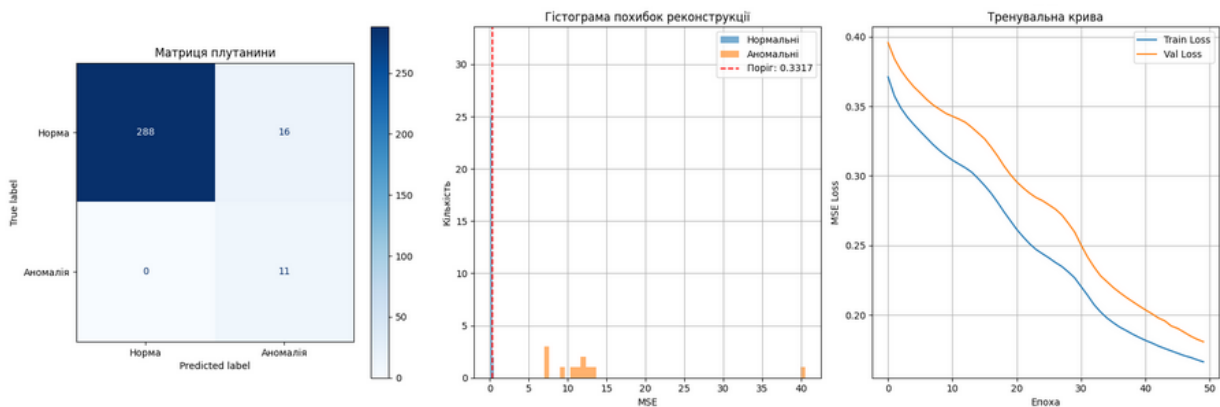 Матриця плутанини
True label
Норма
Аномалія
288
16
0
11
Норма
Аномалія
Predicted label
250
200
150
100
50
0
Гістограма похибок реконструкції
Нормальні
Аномальні
Поріг: 0.3317
Кількість
30
25
20
15
10
5
0
0
5
10
15
20
25
30
35
40
MSE
Тренувальна крива
Train Loss
Val Loss
MSE Loss
0.40
0.35
0.30
0.25
0.20
0
10
20
30
40
50
Епоха